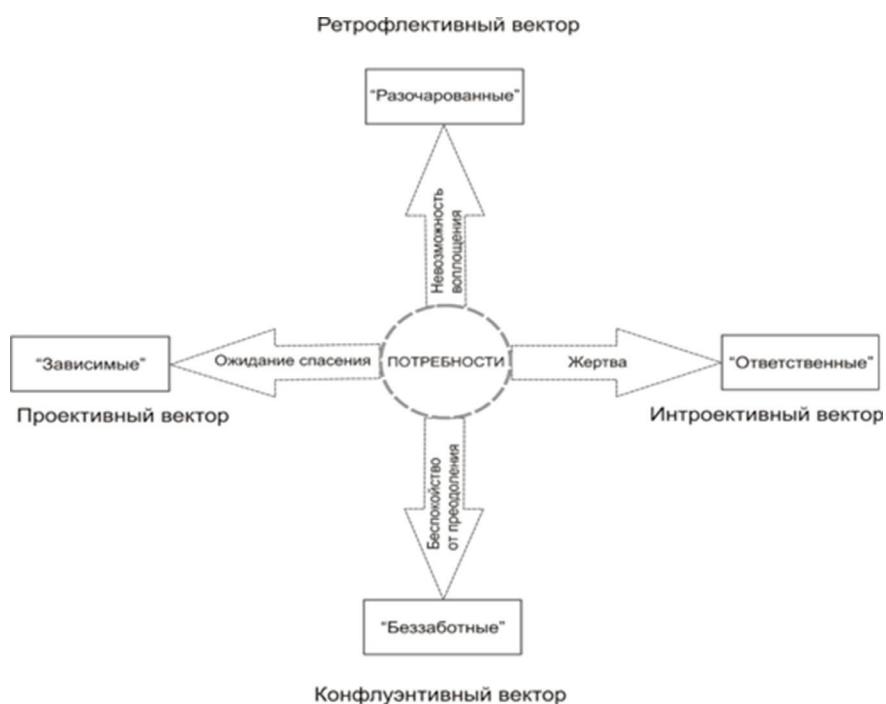 Ретрофлективный вектор
“Разочарованные”
Невозможность
воплощения
“Зависимые”
Ожидание спасения
ПОТРЕБНОСТИ
Жертва
“Ответственные”
Проективный вектор
Интроективный вектор
Беспокойство
от преодоления
“Беззаботные”
Конфлуэнтивный вектор